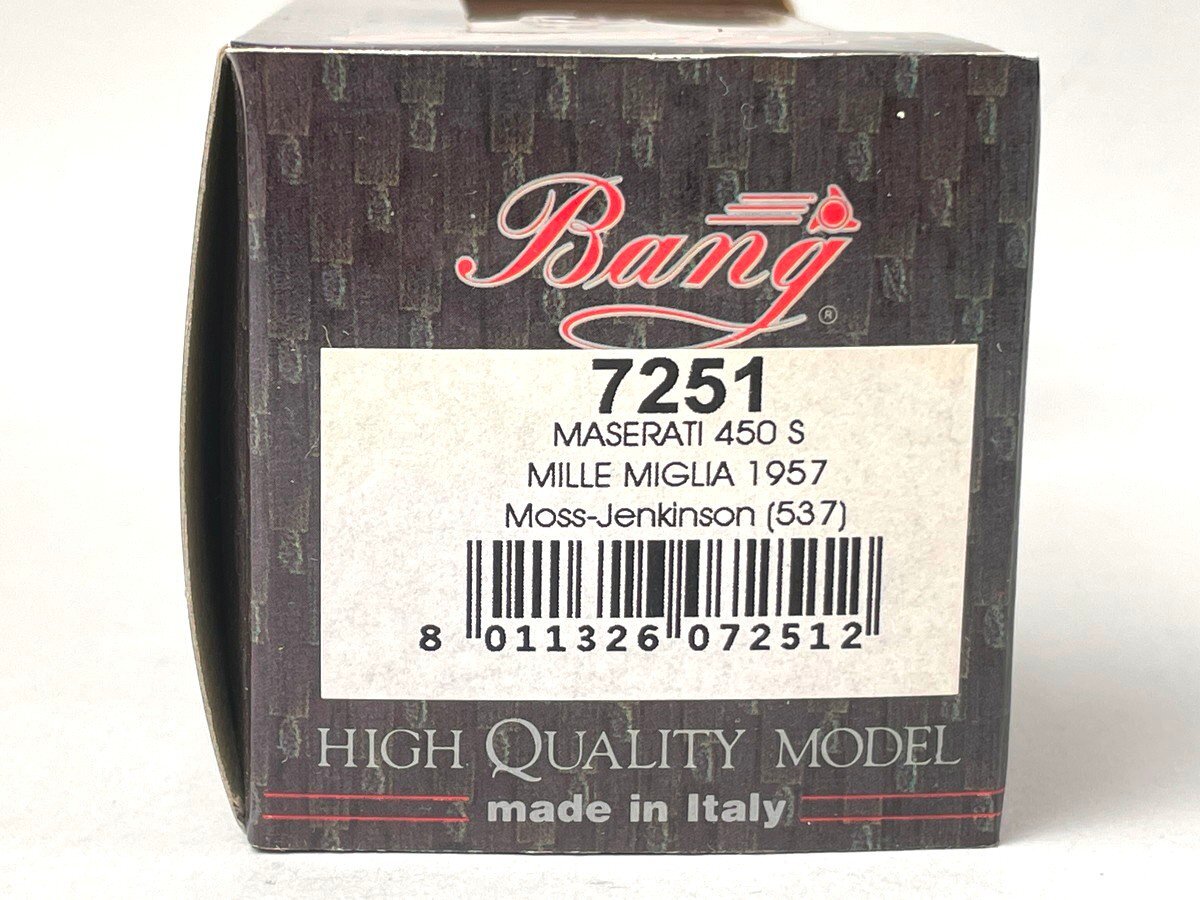 Bang
®
7251
MASERATI 450 S
MILLE MIGLIA 1957
Moss-Jenkinson (537)
8 011326 072512
HIGH QUALITY MODEL
made in Italy